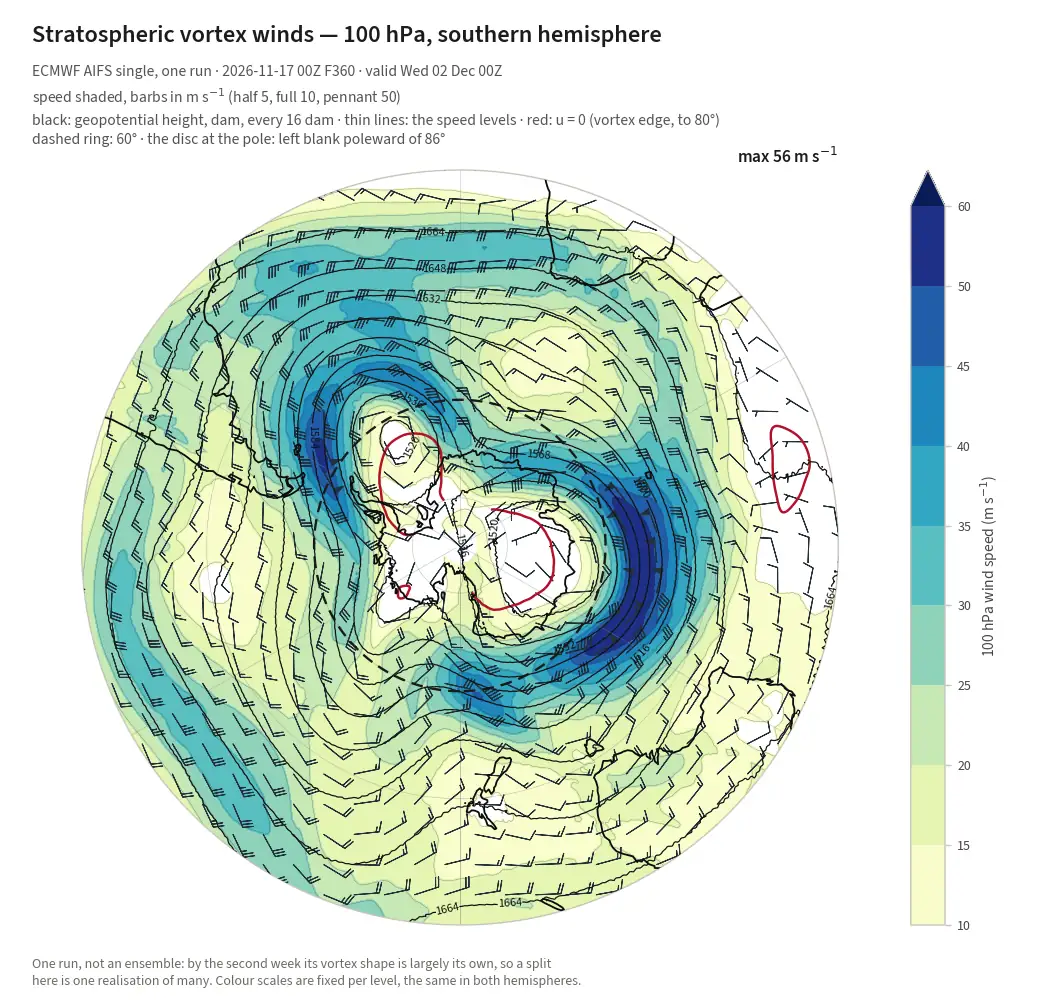 Stratospheric vortex winds — 100 hPa, southern hemisphere
ECMWF AIFS single, one run · 2026-11-17 00Z F360 · valid Wed 02 Dec 00Z
speed shaded, barbs in m s⁻¹ (half 5, full 10, pennant 50)
black: geopotential height, dam, every 16 dam · thin lines: the speed levels · red: u = 0 (vortex edge, to 80°)
dashed ring: 60° · the disc at the pole: left blank poleward of 86°
max 56 m s⁻¹
60
50
45
40
35
30
25
20
15
10
100 hPa wind speed (m s⁻¹)
1664
1648
1632
1520
1568
1520
1664
1664
1664
One run, not an ensemble: by the second week its vortex shape is largely its own, so a split
here is one realisation of many. Colour scales are fixed per level, the same in both hemispheres.